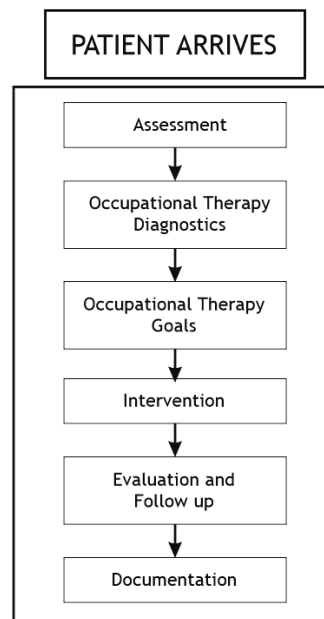 PATIENT ARRIVES
Assessment
Occupational Therapy
Diagnostics
Occupational Therapy
Goals
Intervention
Evaluation and
Follow up
Documentation